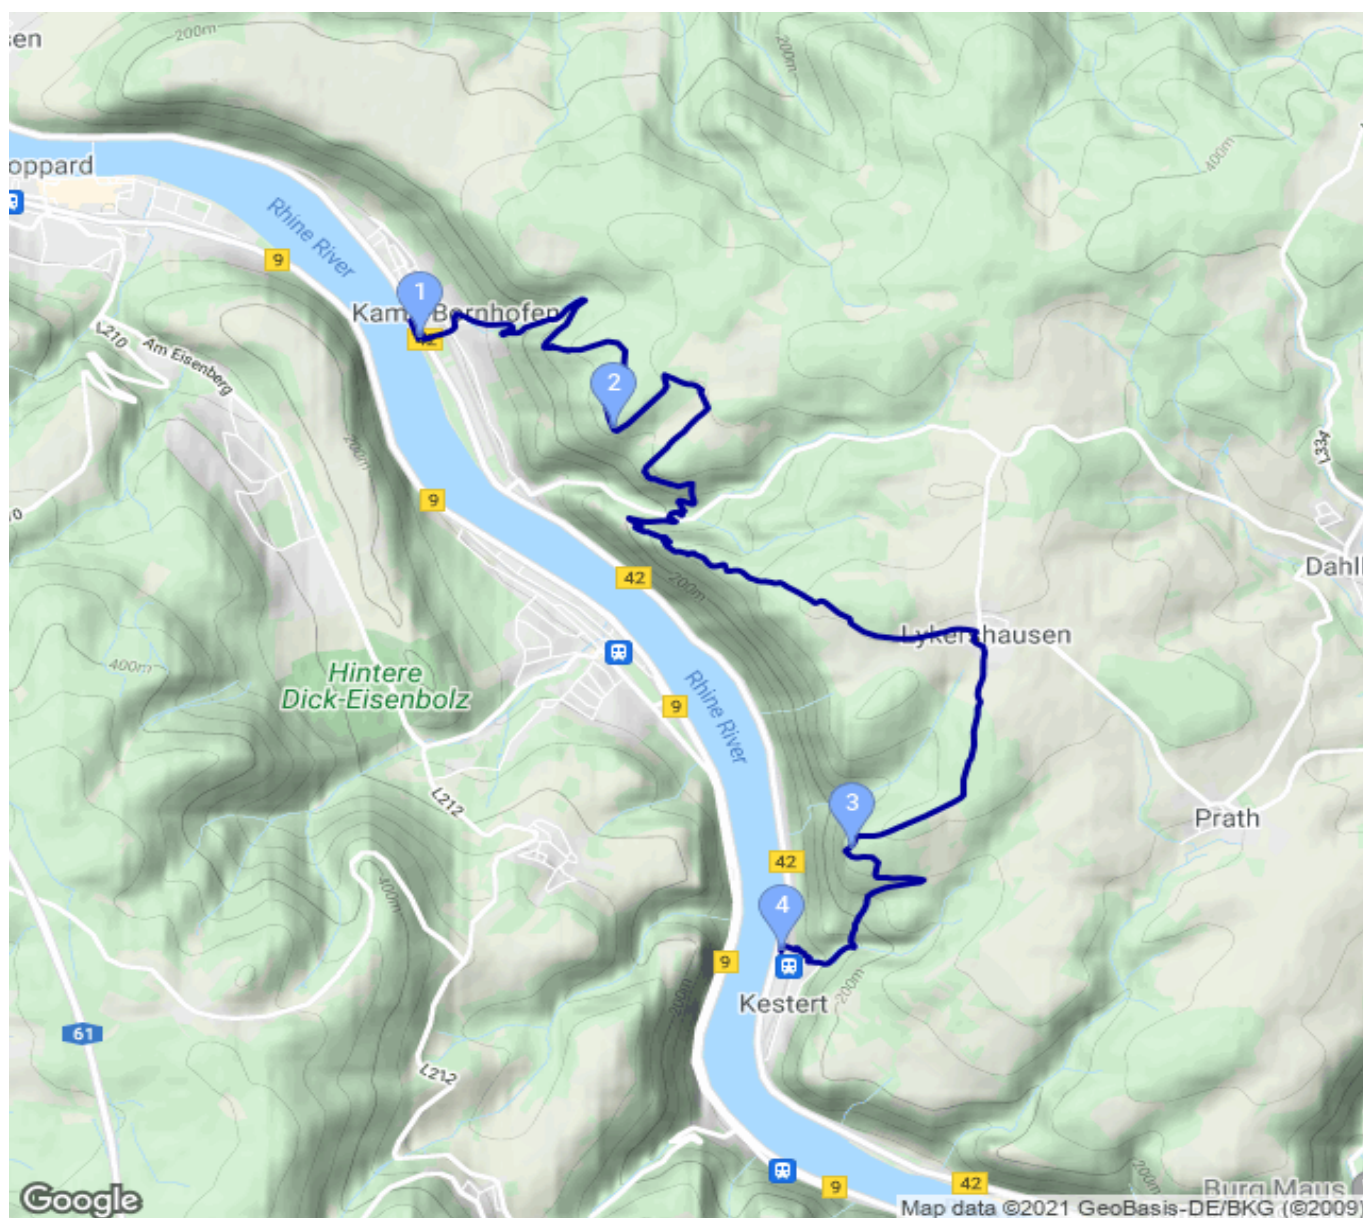 sen
200m
200m
400m
oppard
Rhine River
9
1
Kamp-Bornhofen
42
L210
Am Eisenberg
2
L334
200m
9
42
200m
Dahl
Lykershausen
400m
Hintere
Dick-Eisenbolz
Rhine River
9
L212
3
Prath
42
400m
4
9
200m
200m
Kestert
61
L212
200m
42
9
Burg Maus
Google
Map data ©2021 GeoBasis-DE/BKG (©2009)